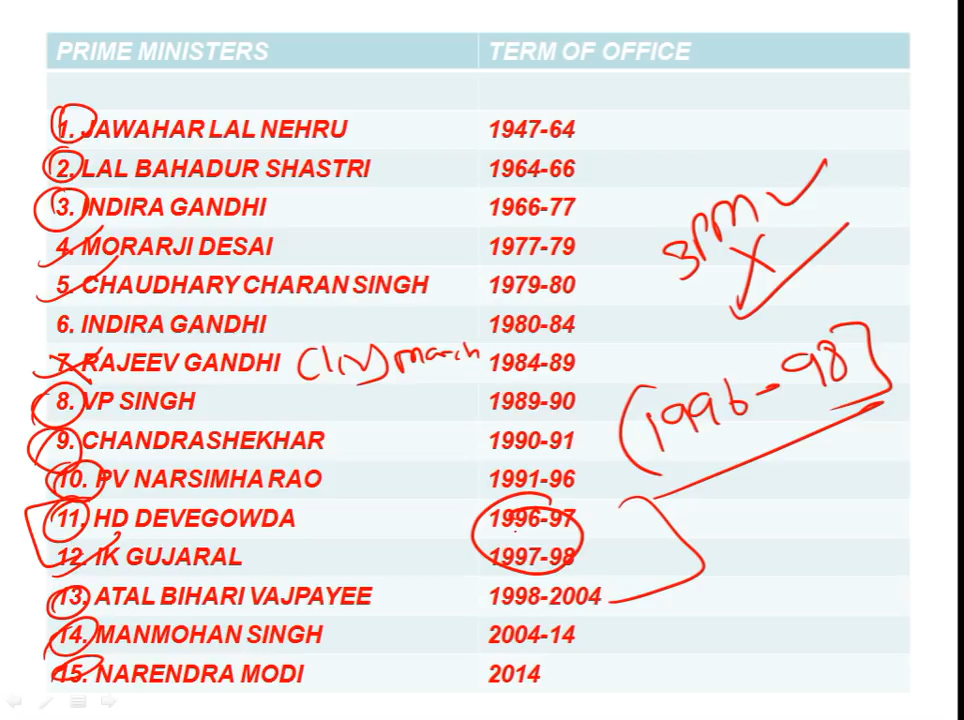 PRIME MINISTERS TERM OF OFFICE
1. JAWAHAR LAL NEHRU 1947-64
2. LAL BAHADUR SHASTRI 1964-66
3. INDIRA GANDHI 1966-77
4. MORARJI DESAI 1977-79
5. CHAUDHARY CHARAN SINGH 1979-80
6. INDIRA GANDHI 1980-84
7. RAJEEV GANDHI march 1984-89
8. VP SINGH 1989-90
9. CHANDRASHEKHAR 1990-91
10. PV NARSIMHA RAO 1991-96
11. HD DEVEGOWDA 1996-97
12. IK GUJARAL 1997-98
13. ATAL BIHARI VAJPAYEE 1998-2004
14. MANMOHAN SINGH 2004-14
15. NARENDRA MODI 2014
3PM
X
(1996-98]